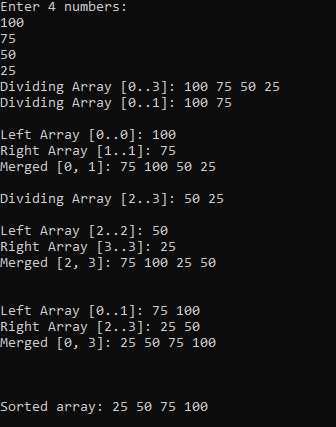 Enter 4 numbers:
100
75
50
25
Dividing Array [0..3]: 100 75 50 25
Dividing Array [0..1]: 100 75
Left Array [0..0]: 100
Right Array [1..1]: 75
Merged [0, 1]: 75 100 50 25
Dividing Array [2..3]: 50 25
Left Array [2..2]: 50
Right Array [3..3]: 25
Merged [2, 3]: 75 100 25 50
Left Array [0..1]: 75 100
Right Array [2..3]: 25 50
Merged [0, 3]: 25 50 75 100
Sorted array: 25 50 75 100